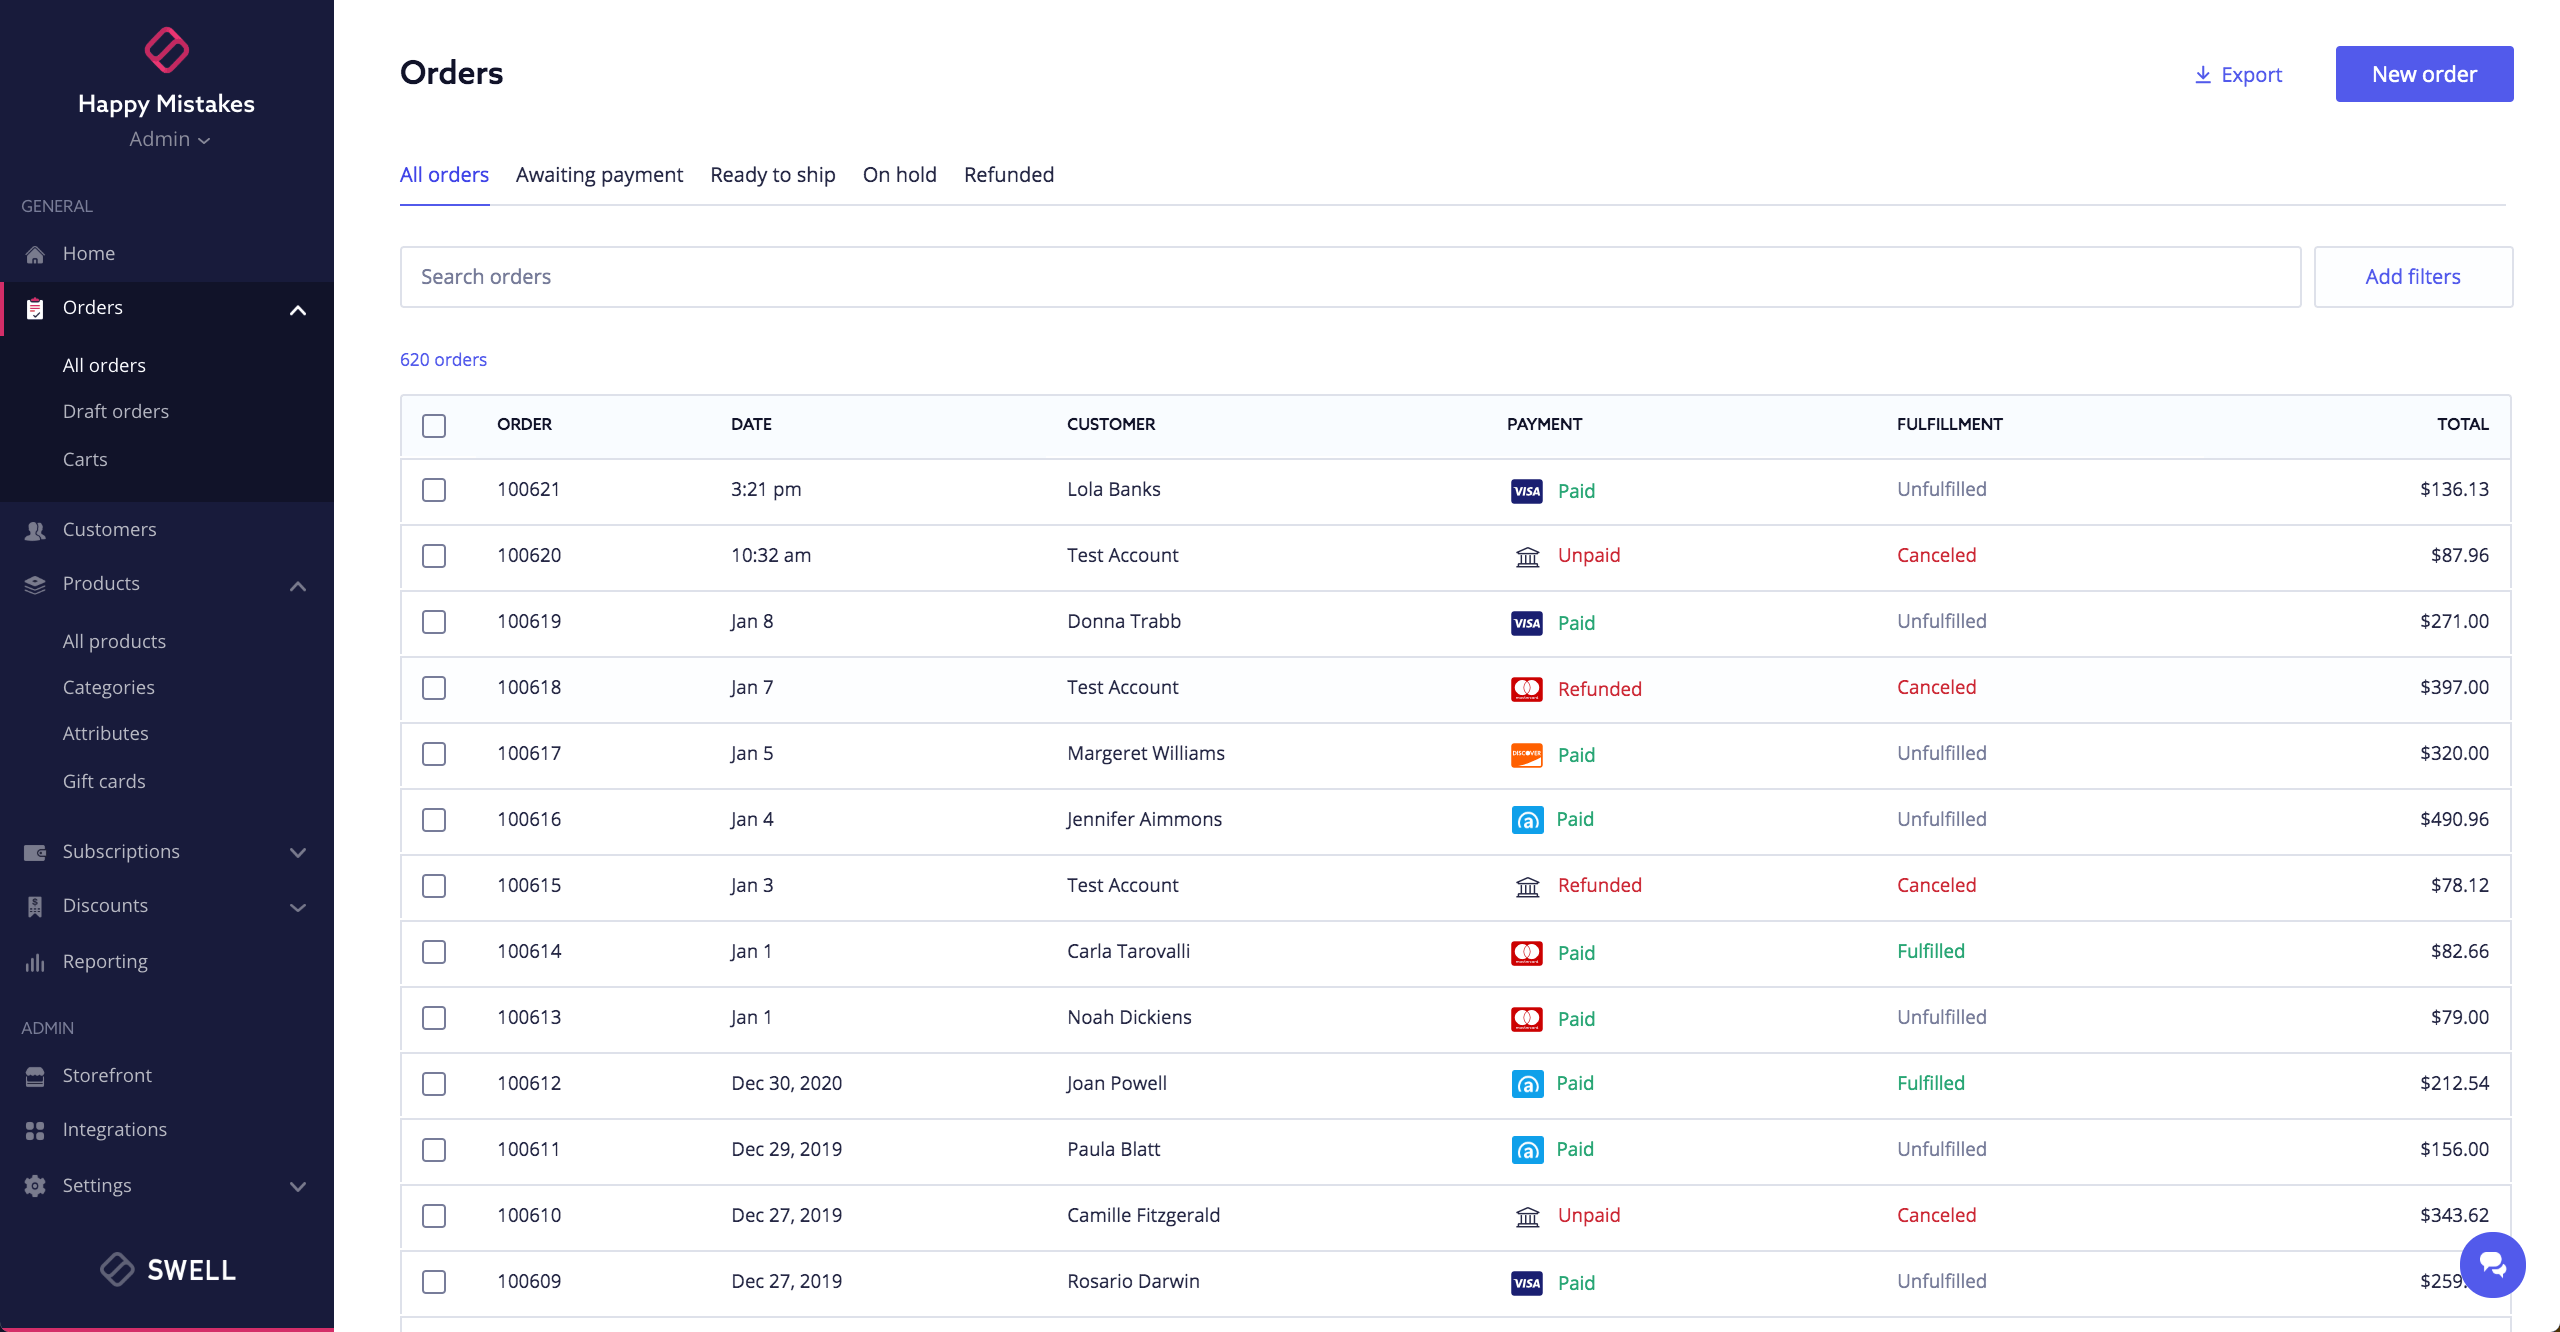 Happy Mistakes
Admin
GENERAL
Home
Orders
All orders
Draft orders
Carts
Customers
Products
All products
Categories
Attributes
Gift cards
Subscriptions
Discounts
Reporting
ADMIN
Storefront
Integrations
Settings
SWELL
Orders
Export
New order
All orders Awaiting payment Ready to ship On hold Refunded
Search orders
Add filters
620 orders
ORDER DATE CUSTOMER PAYMENT FULFILLMENT TOTAL
100621 3:21 pm Lola Banks VISA Paid Unfulfilled $136.13
100620 10:32 am Test Account Unpaid Canceled $87.96
100619 Jan 8 Donna Trabb VISA Paid Unfulfilled $271.00
100618 Jan 7 Test Account mastercard Refunded Canceled $397.00
100617 Jan 5 Margeret Williams DISCOVER Paid Unfulfilled $320.00
100616 Jan 4 Jennifer Aimmons a Paid Unfulfilled $490.96
100615 Jan 3 Test Account Refunded Canceled $78.12
100614 Jan 1 Carla Tarovalli mastercard Paid Fulfilled $82.66
100613 Jan 1 Noah Dickiens mastercard Paid Unfulfilled $79.00
100612 Dec 30, 2020 Joan Powell a Paid Fulfilled $212.54
100611 Dec 29, 2019 Paula Blatt a Paid Unfulfilled $156.00
100610 Dec 27, 2019 Camille Fitzgerald Unpaid Canceled $343.62
100609 Dec 27, 2019 Rosario Darwin VISA Paid Unfulfilled $259.